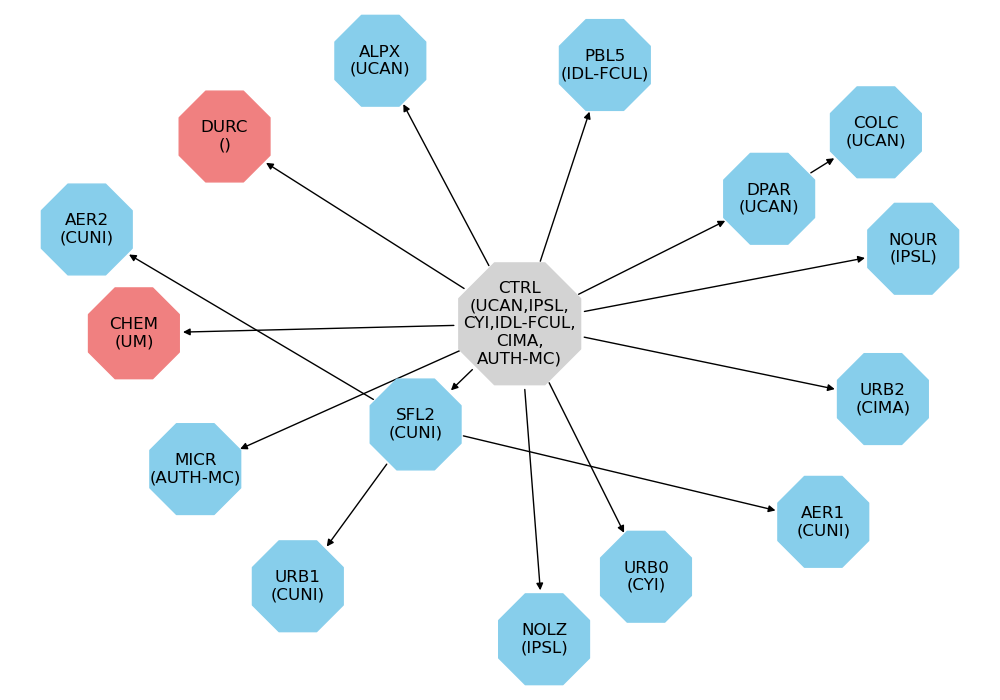 ALPX
(UCAN)
PBL5
(IDL-FCUL)
DURC
()
COLC
(UCAN)
DPAR
(UCAN)
AER2
(CUNI)
NOUR
(IPSL)
CTRL
(UCAN,IPSL,
CYI,IDL-FCUL,
CIMA,
AUTH-MC)
CHEM
(UM)
URB2
(CIMA)
SFL2
(CUNI)
MICR
(AUTH-MC)
AER1
(CUNI)
URB1
(CUNI)
URB0
(CYI)
NOLZ
(IPSL)